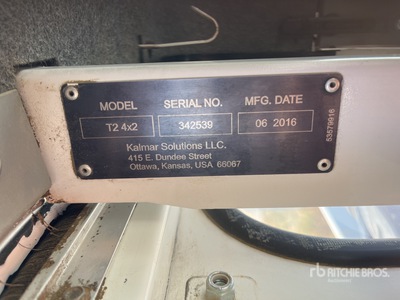 MODEL SERIAL NO. MFG. DATE
T2 4x2 342539 06 2016
Kalmar Solutions LLC.
415 E. Dundee Street
Ottawa, Kansas, USA 66067
53579916
rb RITCHIE BROS.